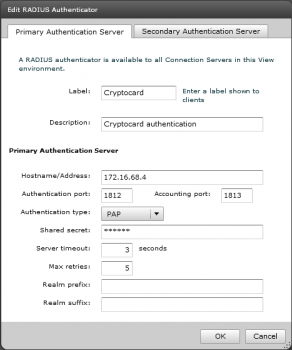 Edit RADIUS Authenticator
Primary Authentication Server
Secondary Authentication Server
A RADIUS authenticator is available to all Connection Servers in this View
environment.
Label: Cryptocard Enter a label shown to
clients
Description: Cryptocard authentication
Primary Authentication Server
Hostname/Address: 172.16.68.4
Authentication port: 1812 Accounting port: 1813
Authentication type: PAP
Shared secret: ******
Server timeout: 3 seconds
Max retries: 5
Realm prefix:
Realm suffix:
OK Cancel